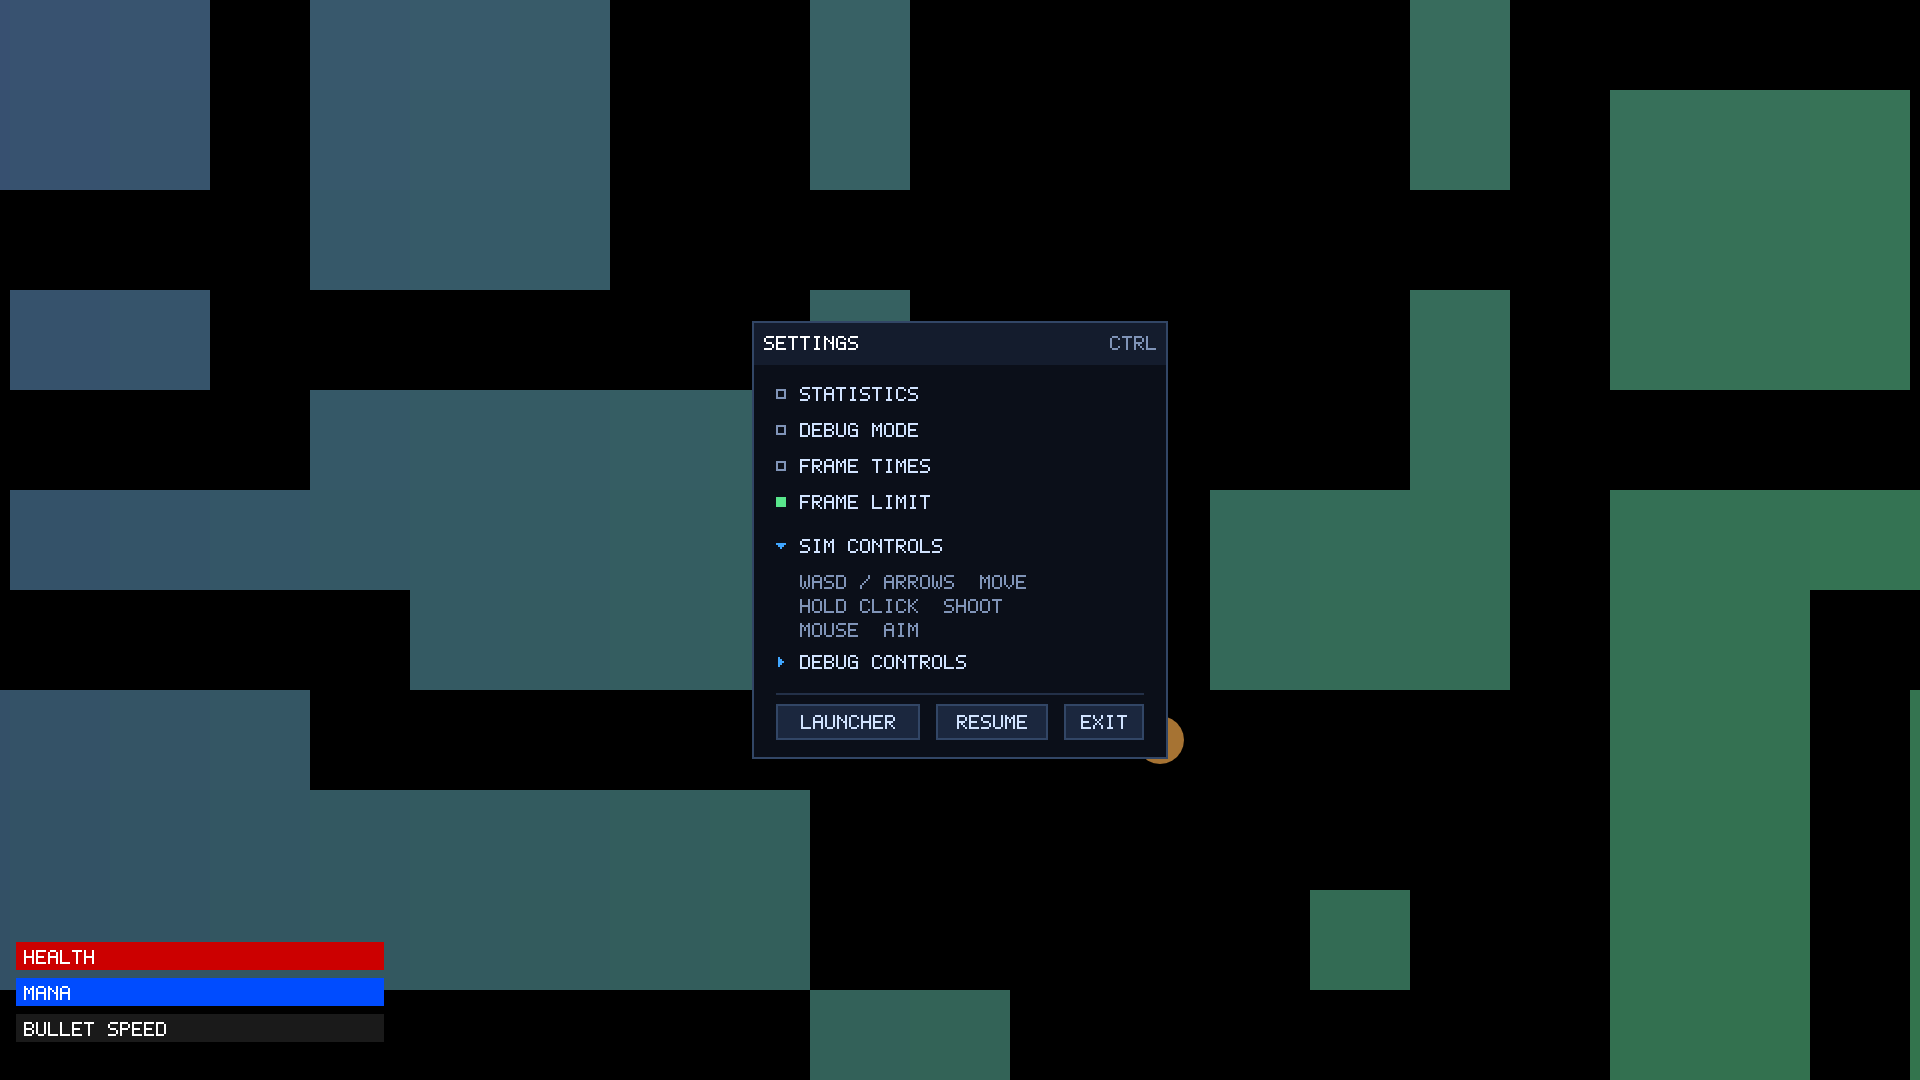 SETTINGS CTRL
STATISTICS
DEBUG MODE
FRAME TIMES
FRAME LIMIT
SIM CONTROLS
WASD / ARROWS  MOVE
HOLD CLICK  SHOOT
MOUSE  AIM
DEBUG CONTROLS
LAUNCHER RESUME EXIT
HEALTH
MANA
BULLET SPEED